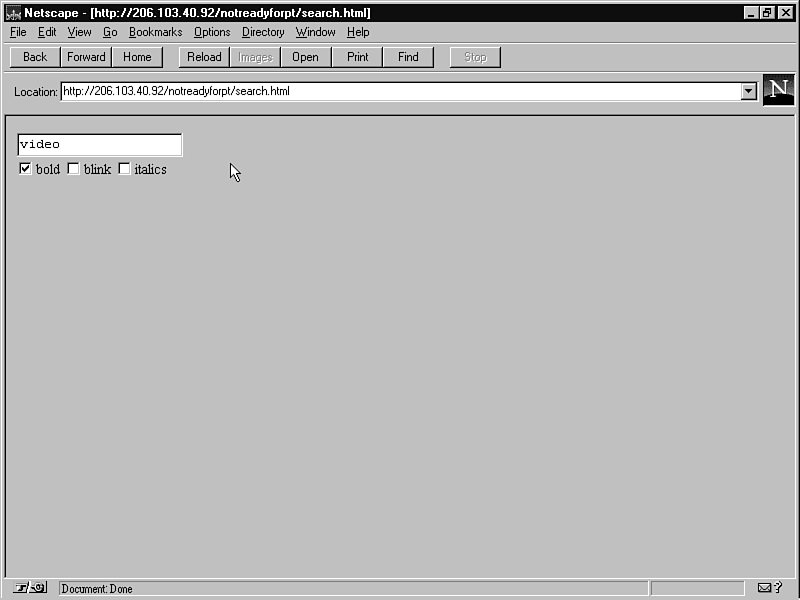 Netscape - [http://206.103.40.92/notreadyforpt/search.html]
File Edit View Go Bookmarks Options Directory Window Help
Back Forward Home Reload Images Open Print Find Stop
Location: http://206.103.40.92/notreadyforpt/search.html N
video
bold blink italics
Document: Done ?